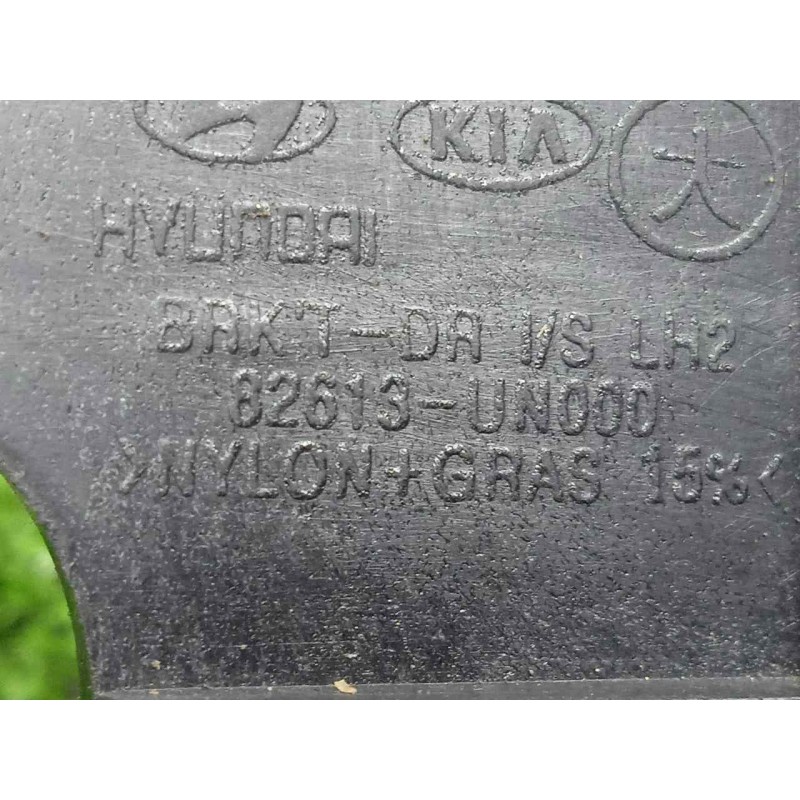 KIA 大
HYUNDAI
BRK'T-DR I/S LH2
82613-UN000
>NYLON+GRAS 15%<